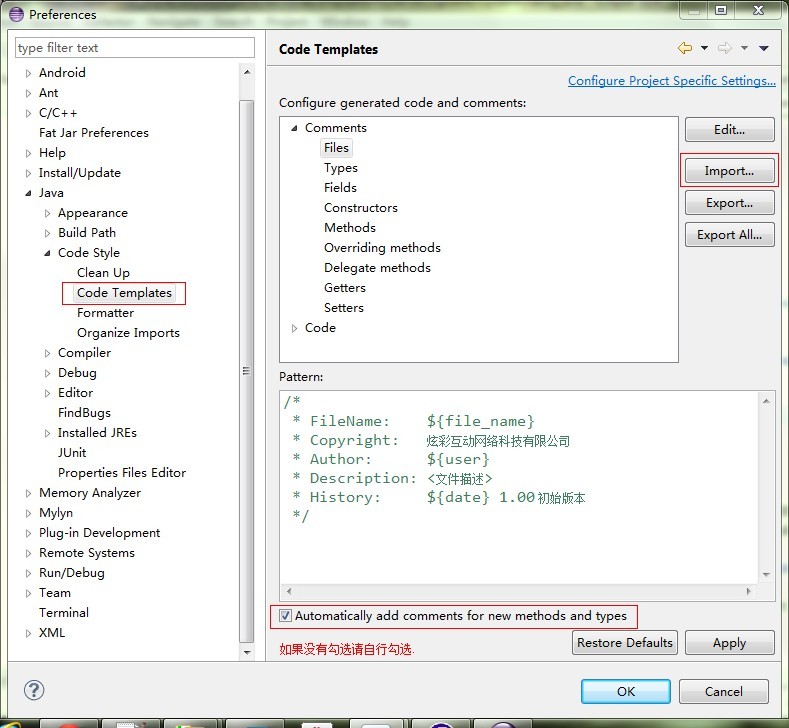 Preferences
type filter text
Android
Ant
C/C++
Fat Jar Preferences
Help
Install/Update
Java
Appearance
Build Path
Code Style
Clean Up
Code Templates
Formatter
Organize Imports
Compiler
Debug
Editor
FindBugs
Installed JREs
JUnit
Properties Files Editor
Memory Analyzer
Mylyn
Plug-in Development
Remote Systems
Run/Debug
Team
Terminal
XML
Code Templates
Configure Project Specific Settings...
Configure generated code and comments:
Comments
Files
Types
Fields
Constructors
Methods
Overriding methods
Delegate methods
Getters
Setters
Code
Edit...
Import...
Export...
Export All...
Pattern:
/*
* FileName: ${file_name}
* Copyright: 炫彩互动网络科技有限公司
* Author: ${user}
* Description: <文件描述>
* History: ${date} 1.00初始版本
*/
Automatically add comments for new methods and types
如果没有勾选请自行勾选.
Restore Defaults
Apply
OK
Cancel